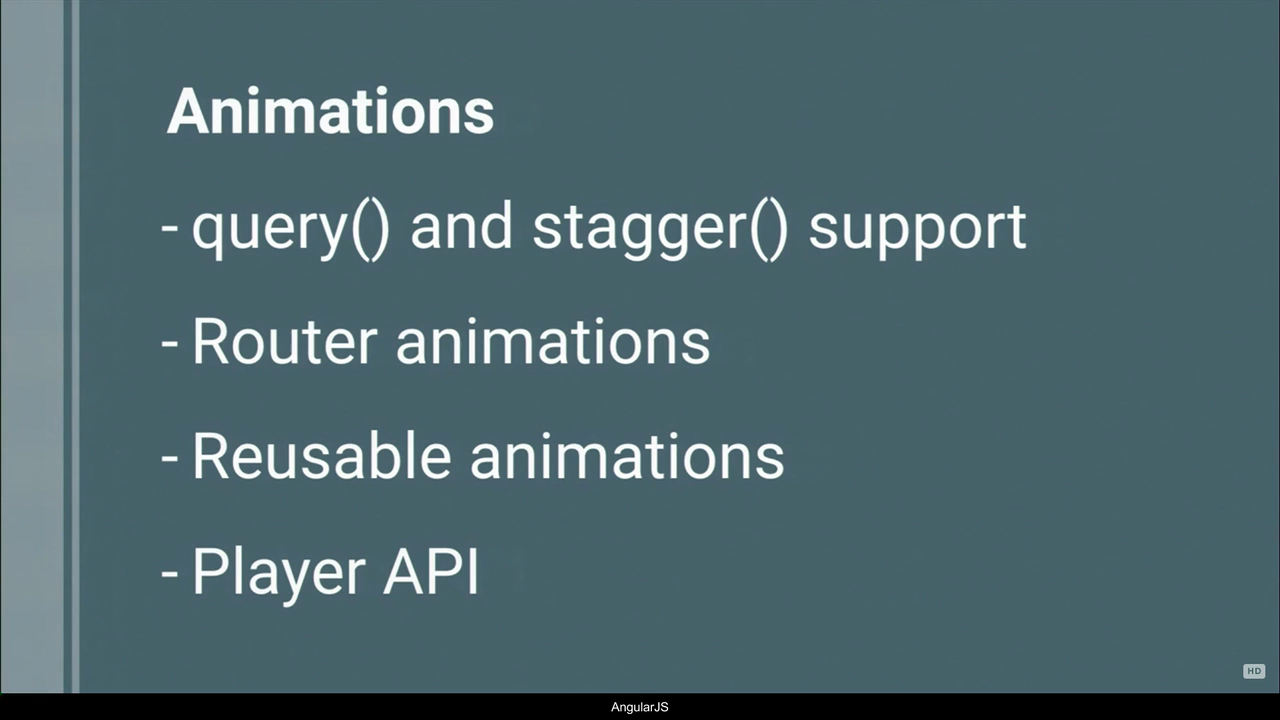 Animations
- query() and stagger() support
- Router animations
- Reusable animations
- Player API
HD
AngularJS